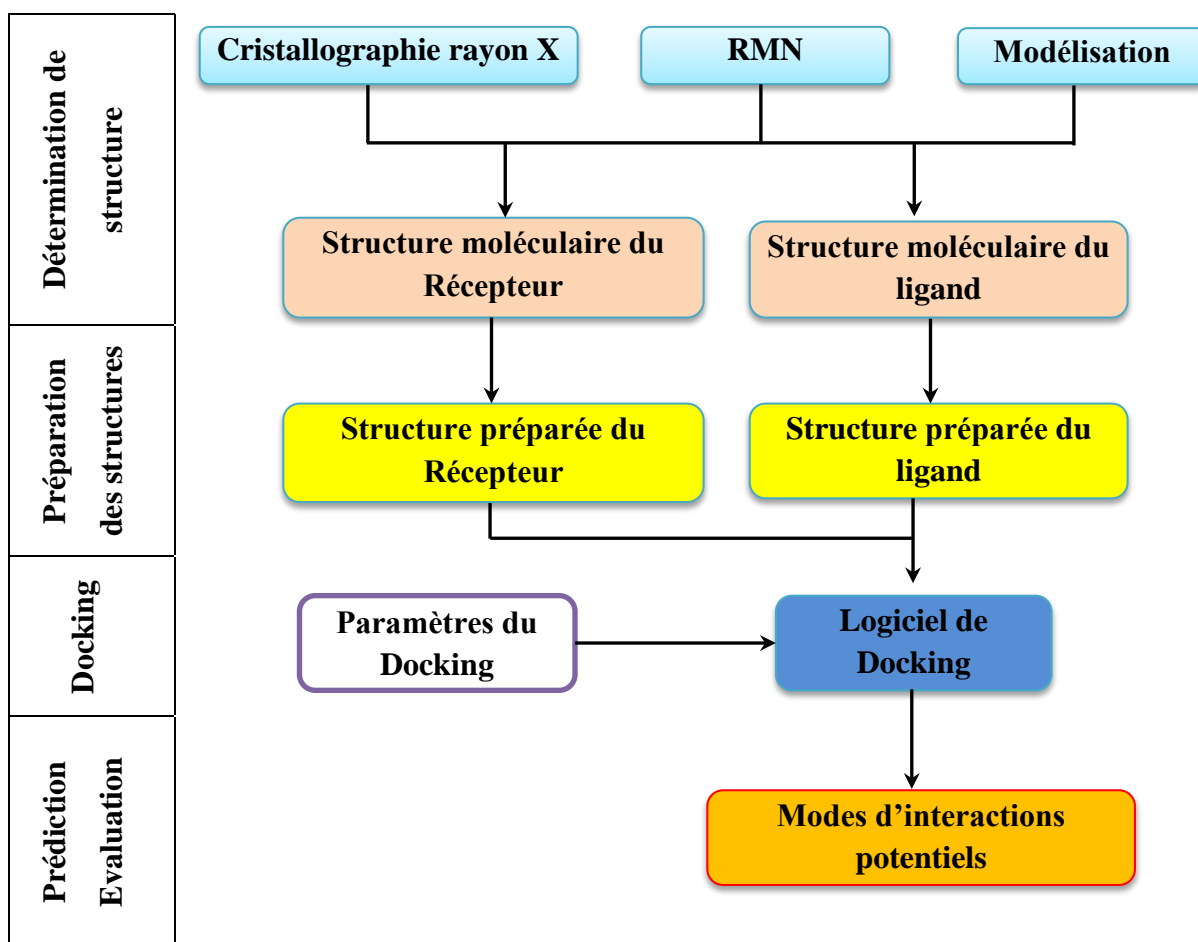 Détermination de
structure
Cristallographie rayon X
RMN
Modélisation
Structure moléculaire du
Récepteur
Structure moléculaire du
ligand
Préparation
des structures
Structure préparée du
Récepteur
Structure préparée du
ligand
Docking
Paramètres du
Docking
Logiciel de
Docking
Prédiction
Evaluation
Modes d’interactions
potentiels